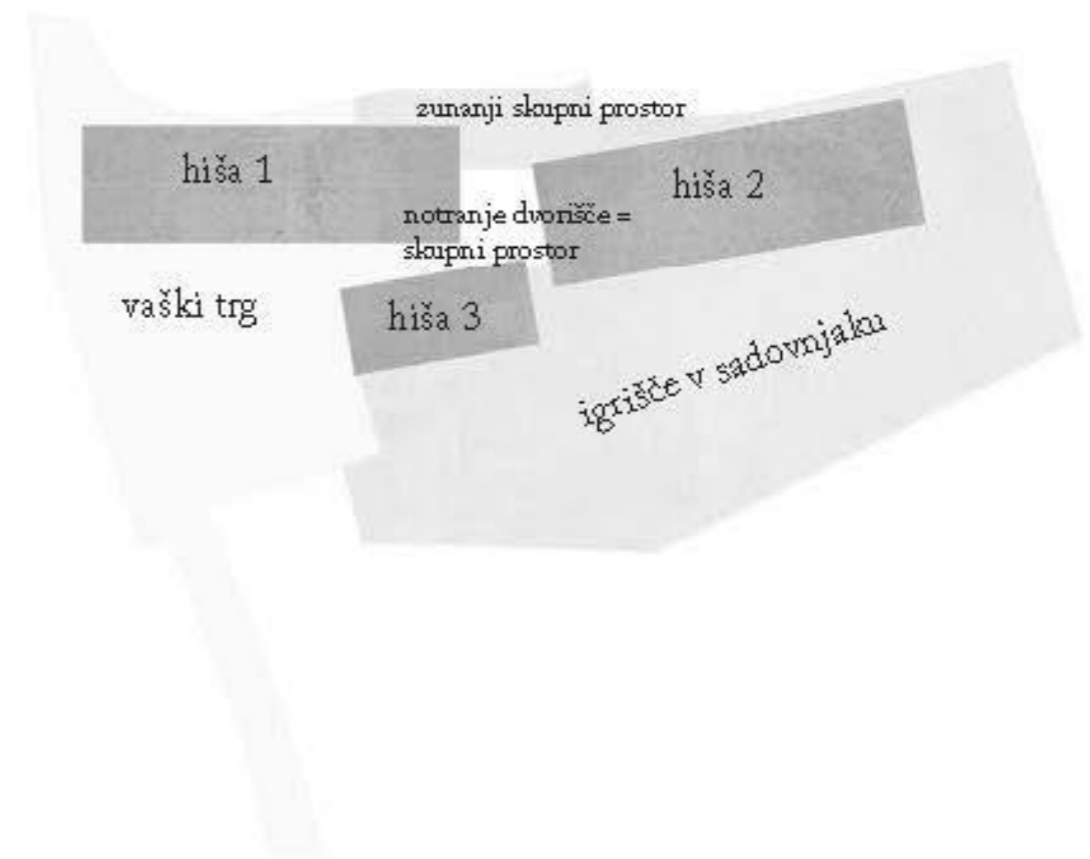 zunanji skupni prostor
hiša 1
hiša 2
notranje dvorišče =
skupni prostor
vaški trg
hiša 3
igrišče v sadovnjaku